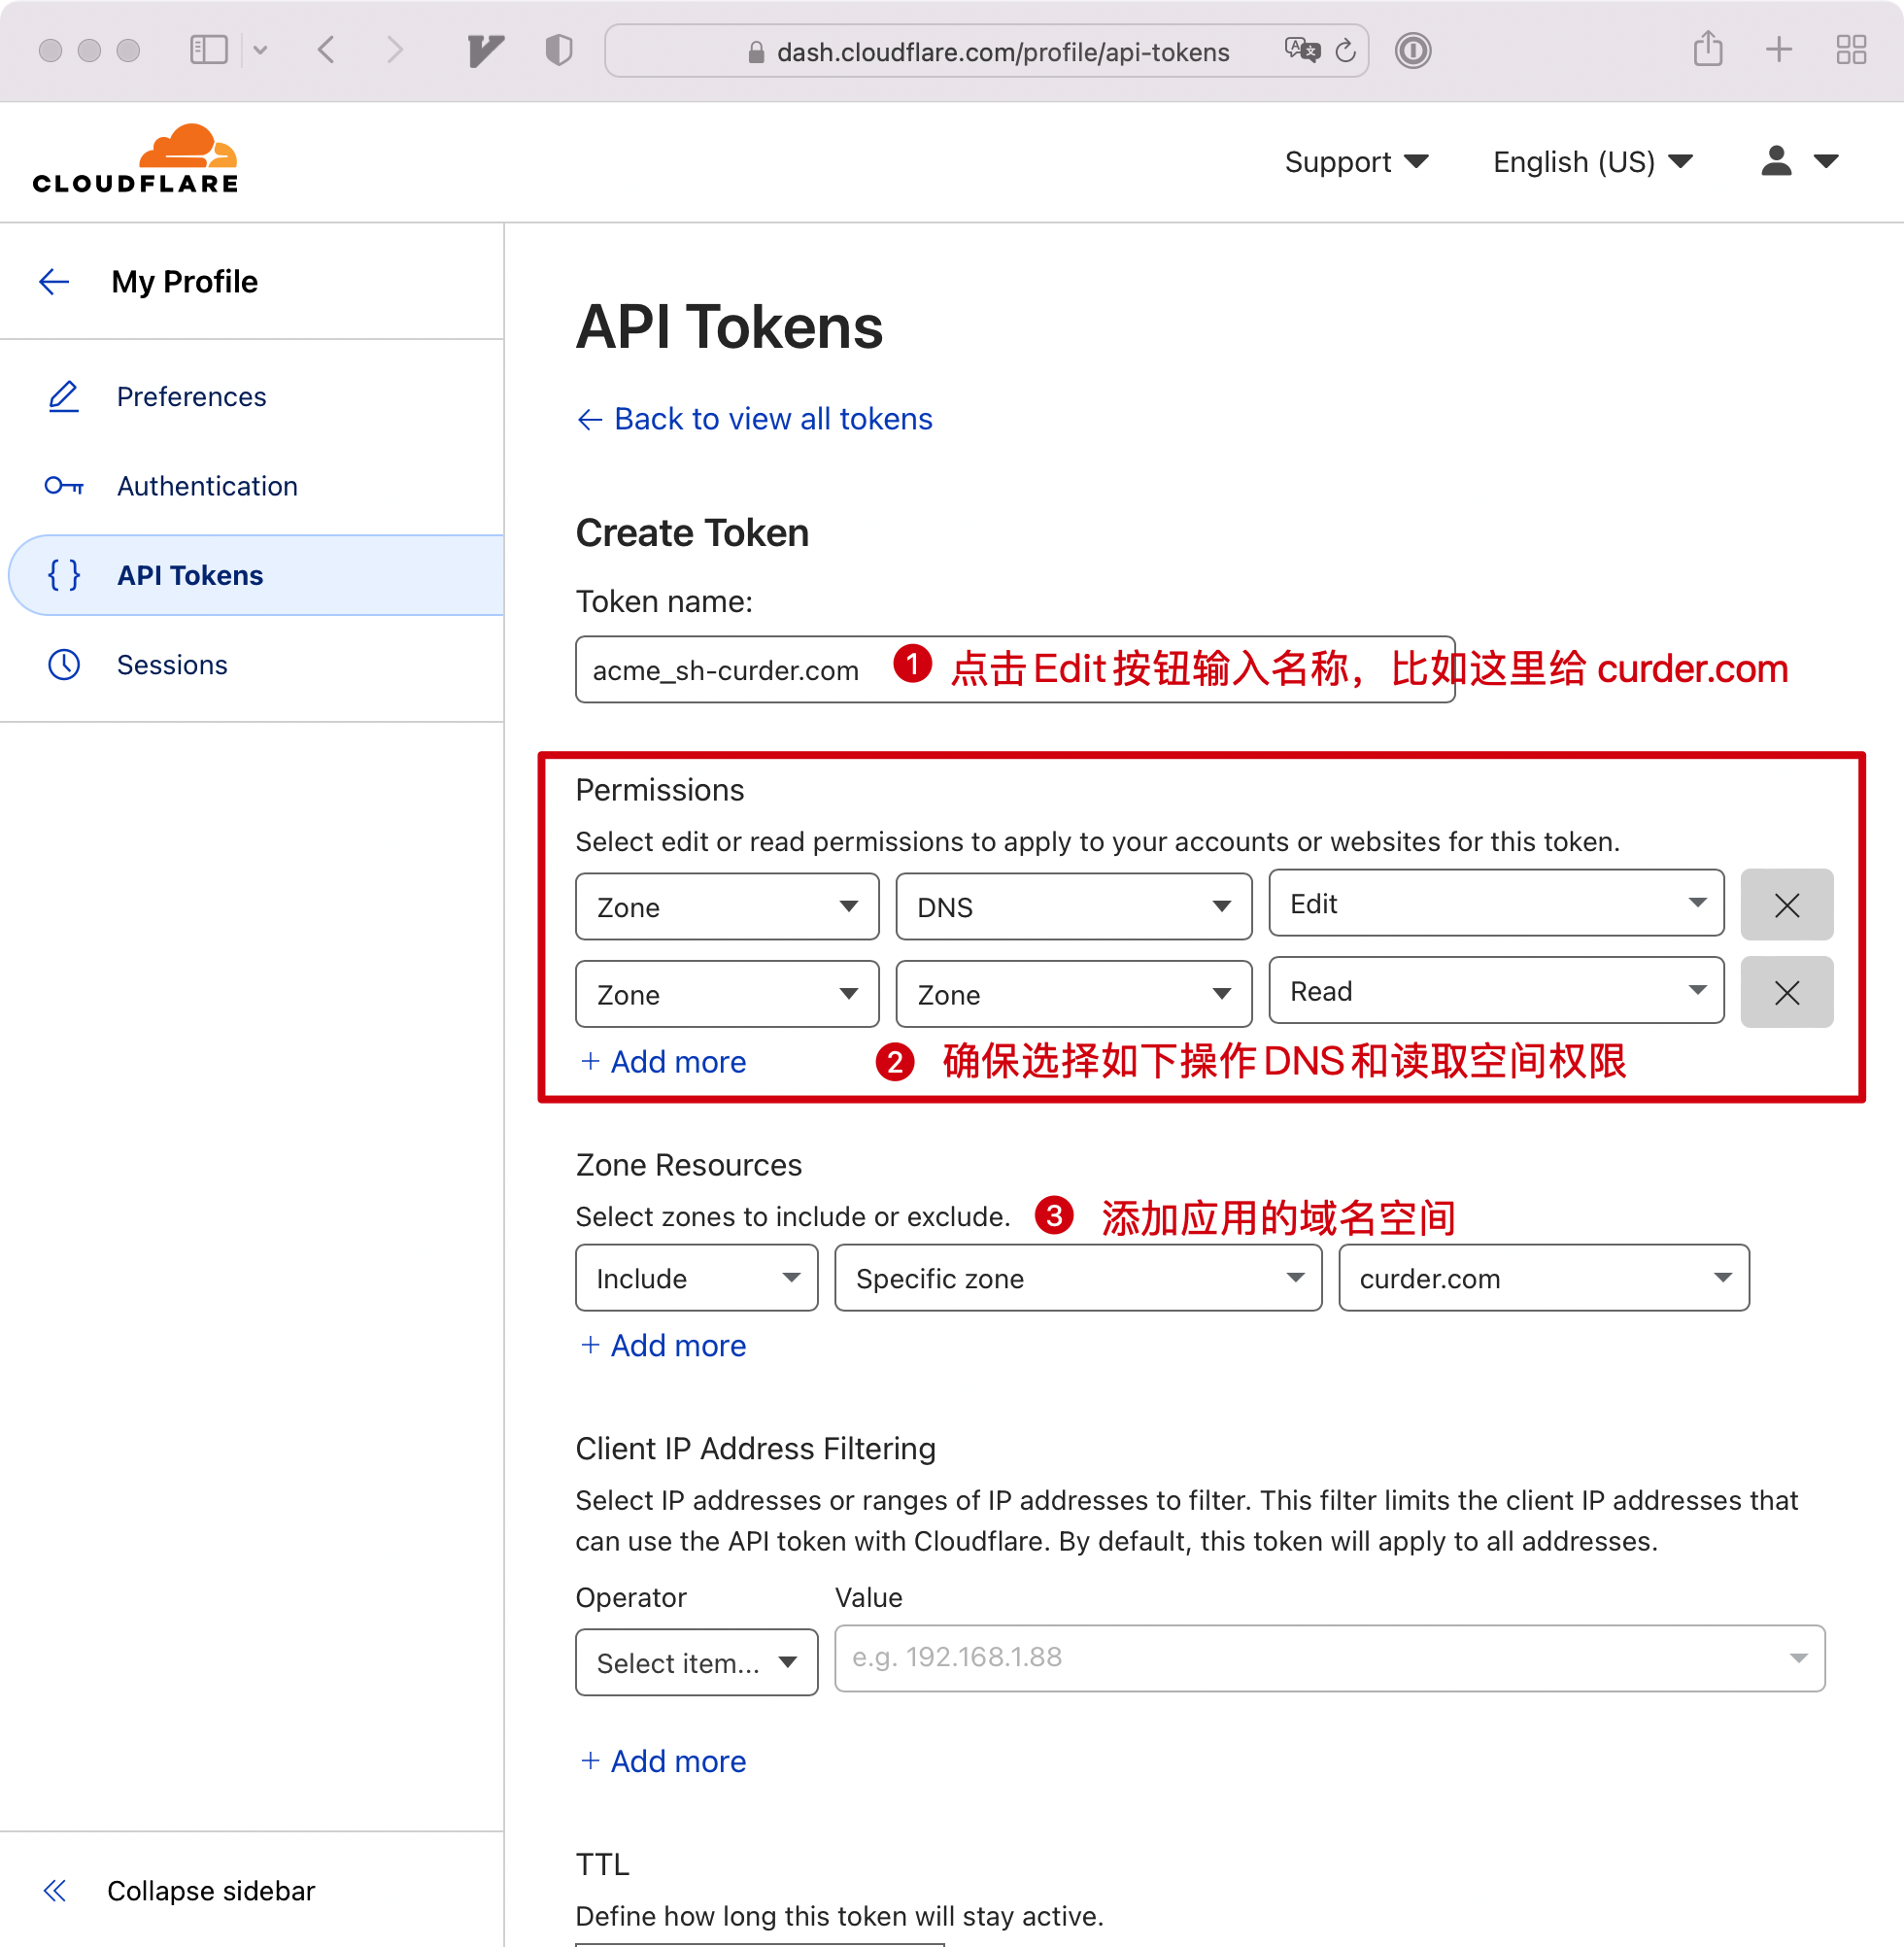 dash.cloudflare.com/profile/api-tokens
CLOUDFLARE
Support
English (US)
My Profile
Preferences
Authentication
{ } API Tokens
Sessions
API Tokens
← Back to view all tokens
Create Token
Token name:
acme_sh-curder.com
1 点击Edit按钮输入名称，比如这里给 curder.com
Permissions
Select edit or read permissions to apply to your accounts or websites for this token.
Zone DNS Edit
Zone Zone Read
+ Add more
2 确保选择如下操作DNS和读取空间权限
Zone Resources
Select zones to include or exclude.
3 添加应用的域名空间
Include Specific zone curder.com
+ Add more
Client IP Address Filtering
Select IP addresses or ranges of IP addresses to filter. This filter limits the client IP addresses that
can use the API token with Cloudflare. By default, this token will apply to all addresses.
Operator Value
Select item... e.g. 192.168.1.88
+ Add more
TTL
Define how long this token will stay active.
Collapse sidebar